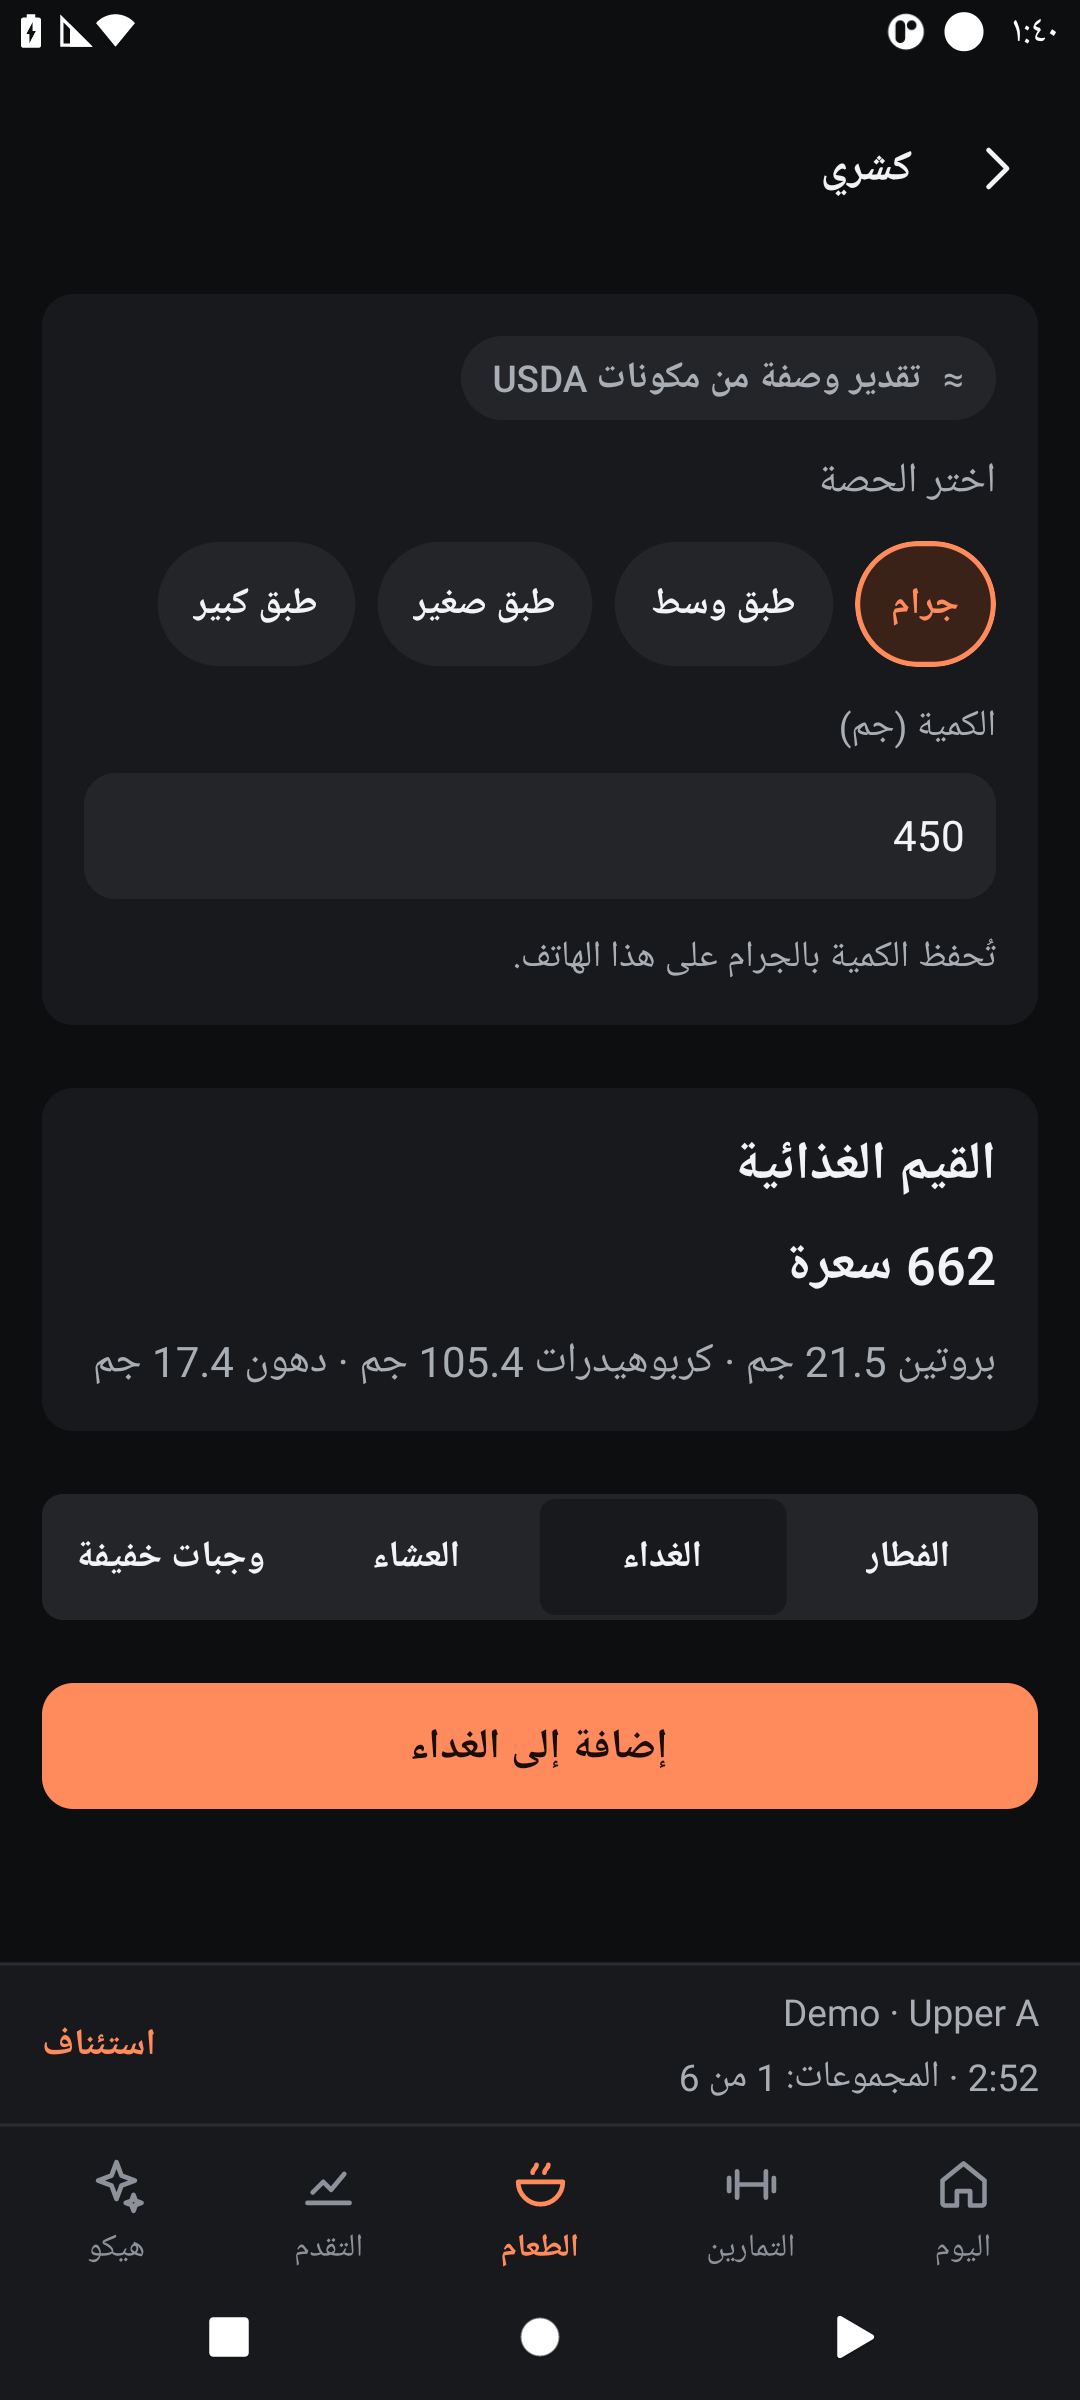 ١:٤٠
كشري
≈ تقدير وصفة من مكونات USDA
اختر الحصة
جرام
طبق وسط
طبق صغير
طبق كبير
الكمية (جم)
450
تُحفظ الكمية بالجرام على هذا الهاتف.
القيم الغذائية
662 سعرة
بروتين 21.5 جم · كربوهيدرات 105.4 جم · دهون 17.4 جم
الفطار
الغداء
العشاء
وجبات خفيفة
إضافة إلى الغداء
Demo · Upper A
2:52 · المجموعات: 1 من 6
استئناف
اليوم
التمارين
الطعام
التقدم
هيكو